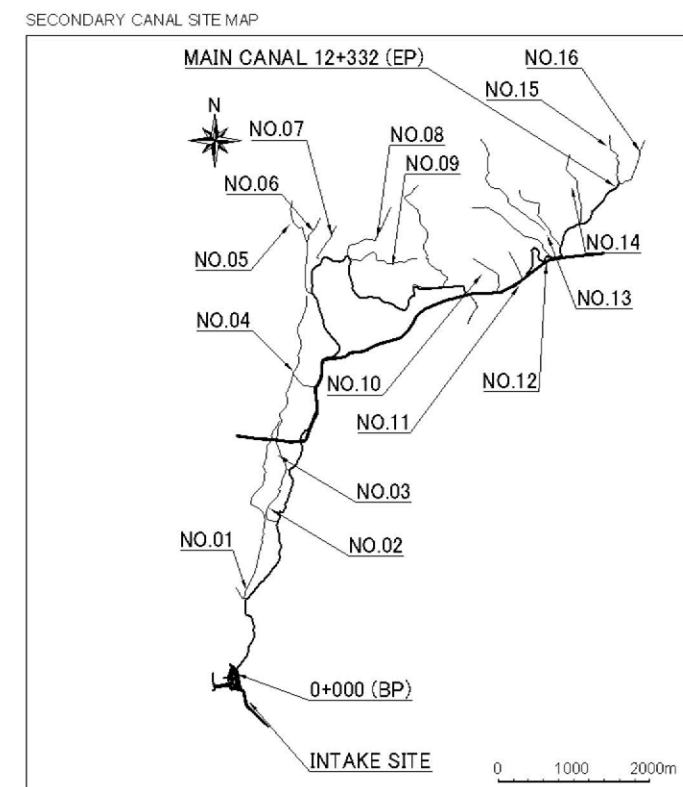 SECONDARY CANAL SITE MAP
MAIN CANAL 12+332 (EP)
NO.16
NO.15
N
NO.07
NO.08
NO.09
NO.06
NO.05
NO.14
NO.13
NO.04
NO.10
NO.12
NO.11
NO.03
NO.01
NO.02
0+000 (BP)
INTAKE SITE
0 1000 2000m